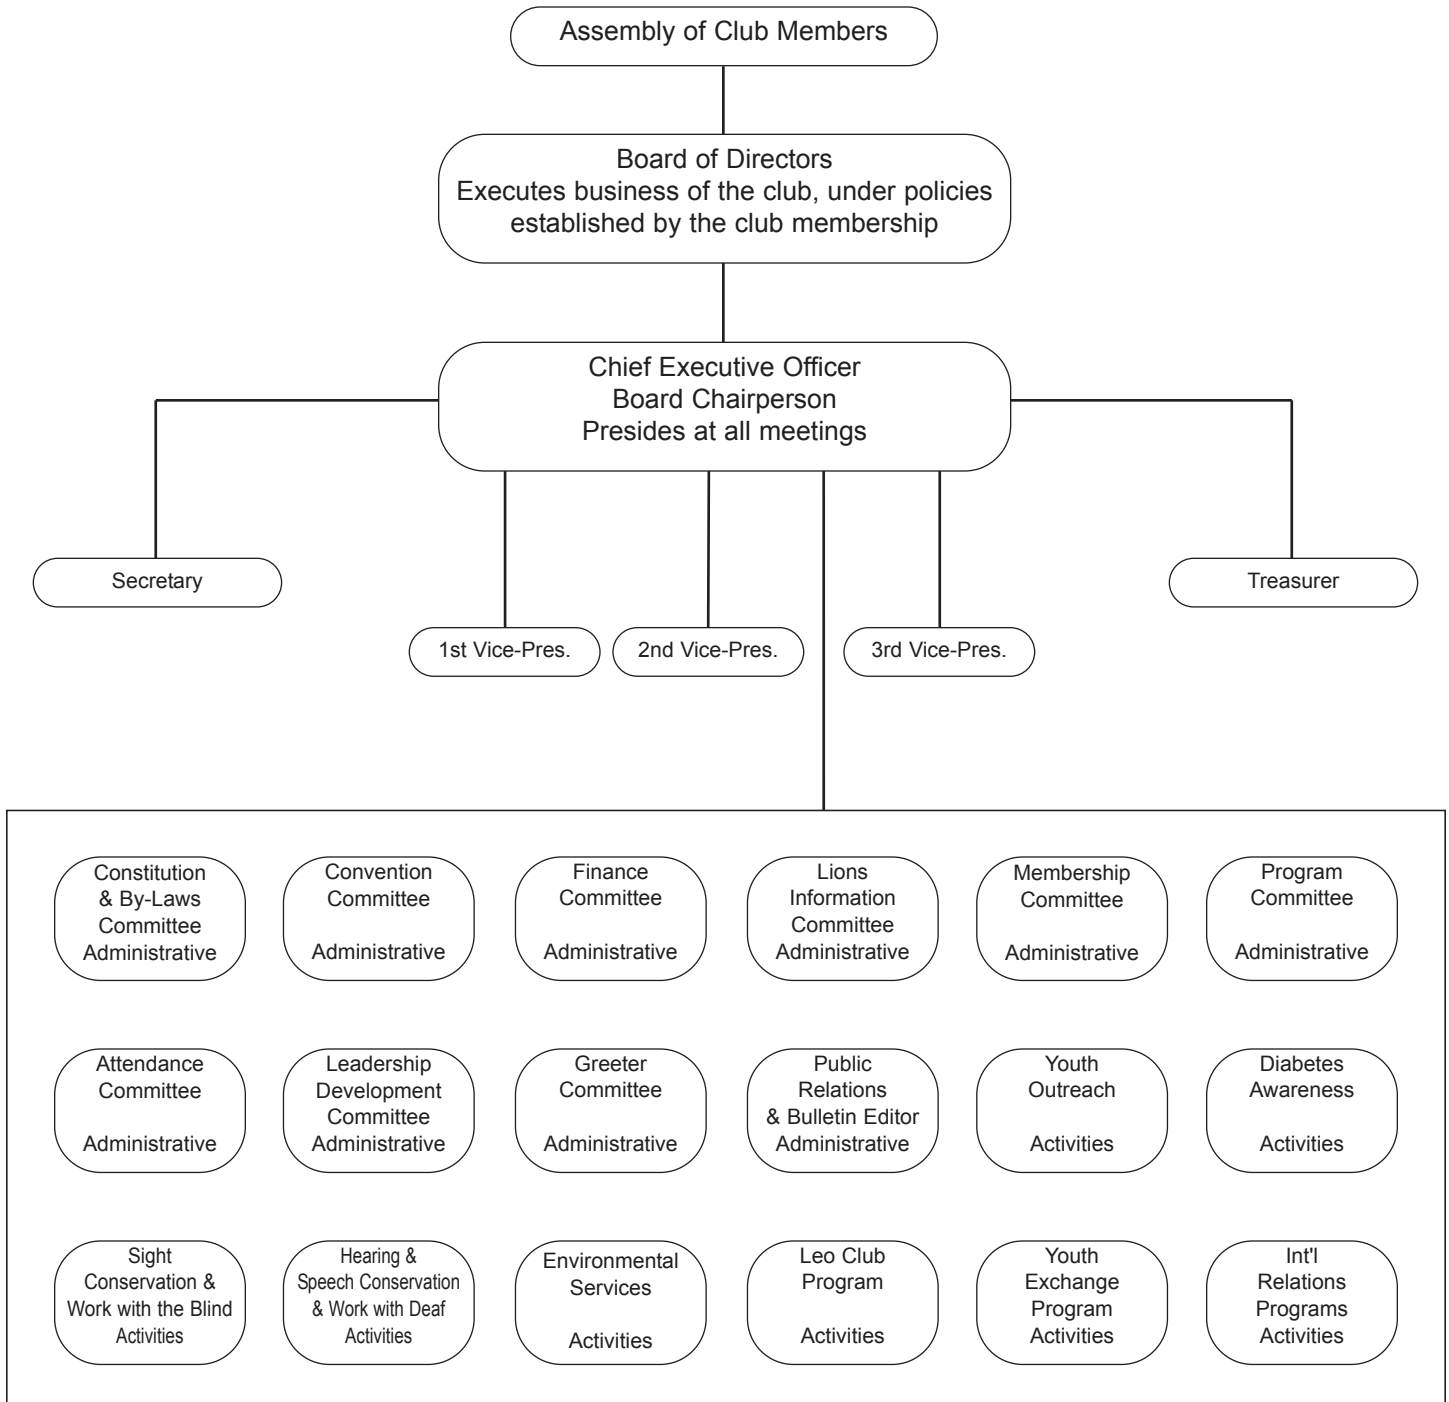 Assembly of Club Members
Board of Directors
Executes business of the club, under policies
established by the club membership
Chief Executive Officer
Board Chairperson
Presides at all meetings
Secretary
Treasurer
1st Vice-Pres.
2nd Vice-Pres.
3rd Vice-Pres.
Constitution
& By-Laws
Committee
Administrative
Convention
Committee
Administrative
Finance
Committee
Administrative
Lions
Information
Committee
Administrative
Membership
Committee
Administrative
Program
Committee
Administrative
Attendance
Committee
Administrative
Leadership
Development
Committee
Administrative
Greeter
Committee
Administrative
Public
Relations
& Bulletin Editor
Administrative
Youth
Outreach
Activities
Diabetes
Awareness
Activities
Sight
Conservation &
Work with the Blind
Activities
Hearing &
Speech Conservation
& Work with Deaf
Activities
Environmental
Services
Activities
Leo Club
Program
Activities
Youth
Exchange
Program
Activities
Int'l
Relations
Programs
Activities